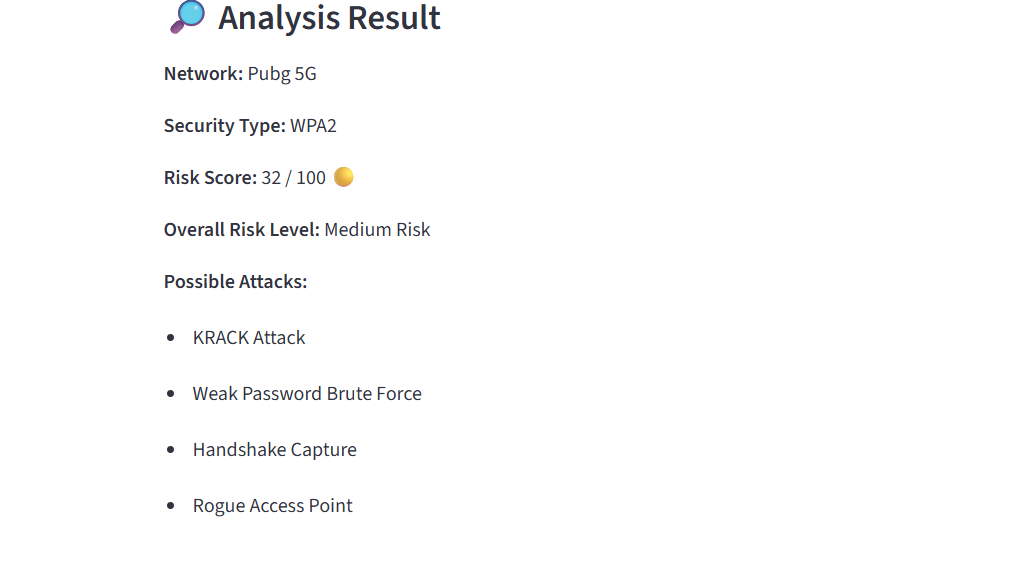 Analysis Result
Network: Pubg 5G
Security Type: WPA2
Risk Score: 32 / 100
Overall Risk Level: Medium Risk
Possible Attacks:
• KRACK Attack
• Weak Password Brute Force
• Handshake Capture
• Rogue Access Point